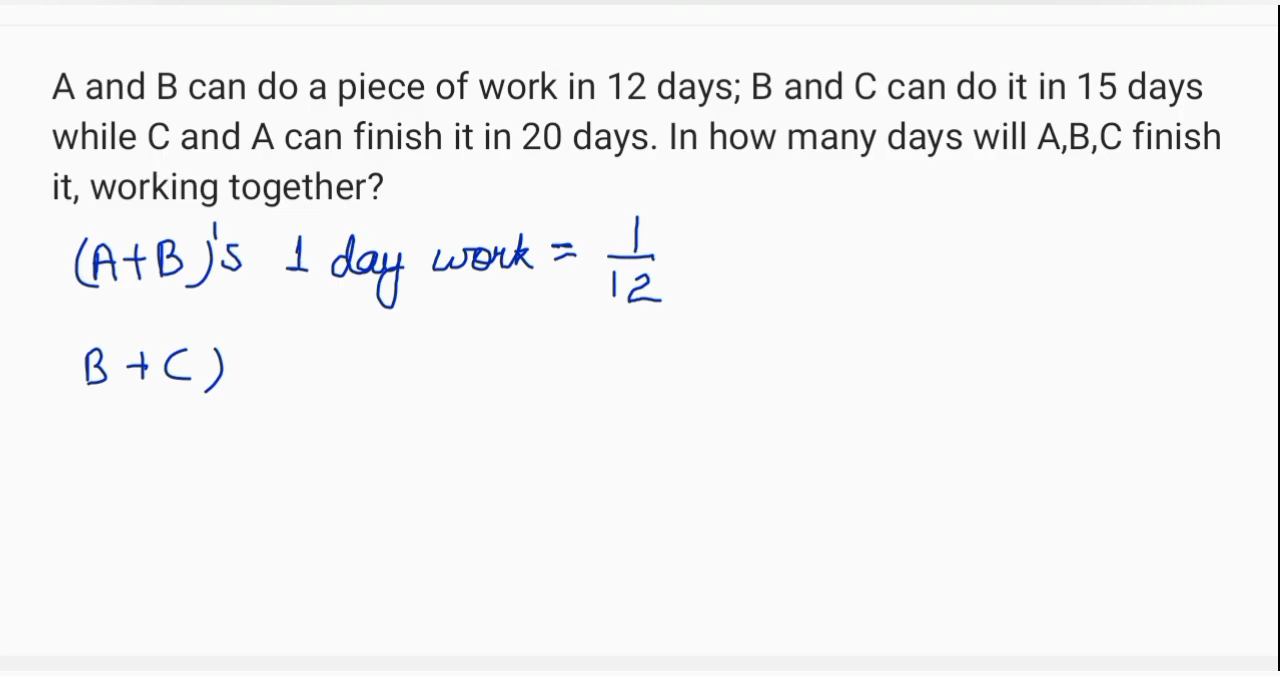 A and B can do a piece of work in 12 days; B and C can do it in 15 days
while C and A can finish it in 20 days. In how many days will A,B,C finish
it, working together?
(A+B)'s 1 day work = 1/12
B + C)